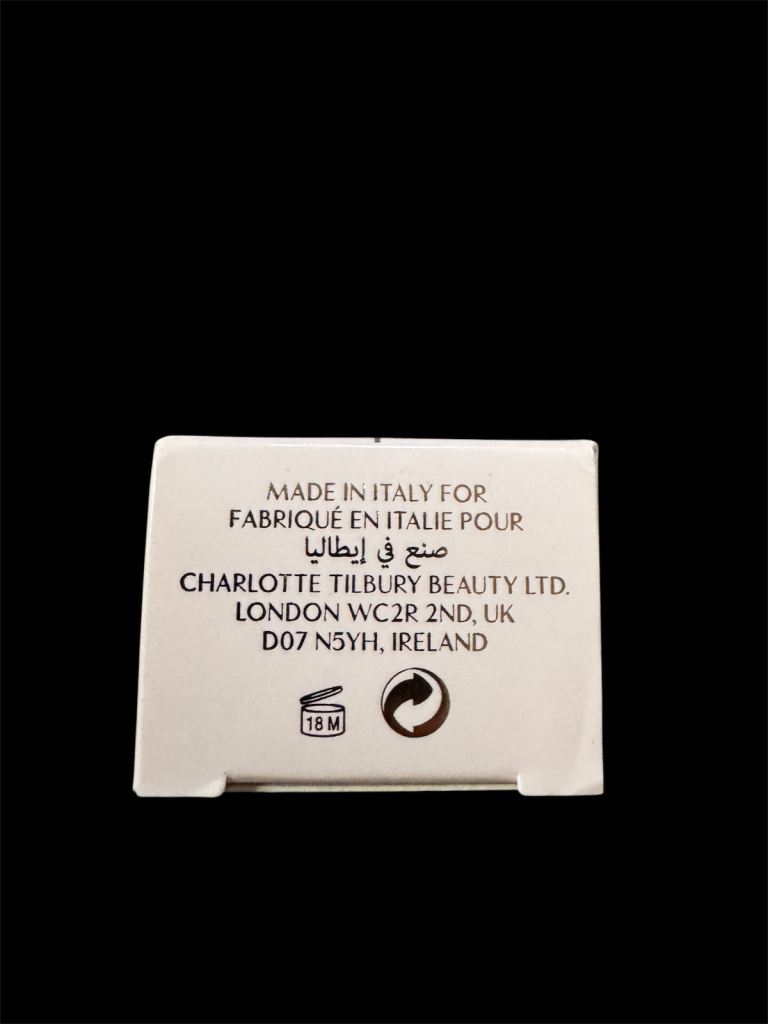 MADE IN ITALY FOR
FABRIQUÉ EN ITALIE POUR
صنع في إيطاليا
CHARLOTTE TILBURY BEAUTY LTD.
LONDON WC2R 2ND, UK
D07 N5YH, IRELAND
18 M